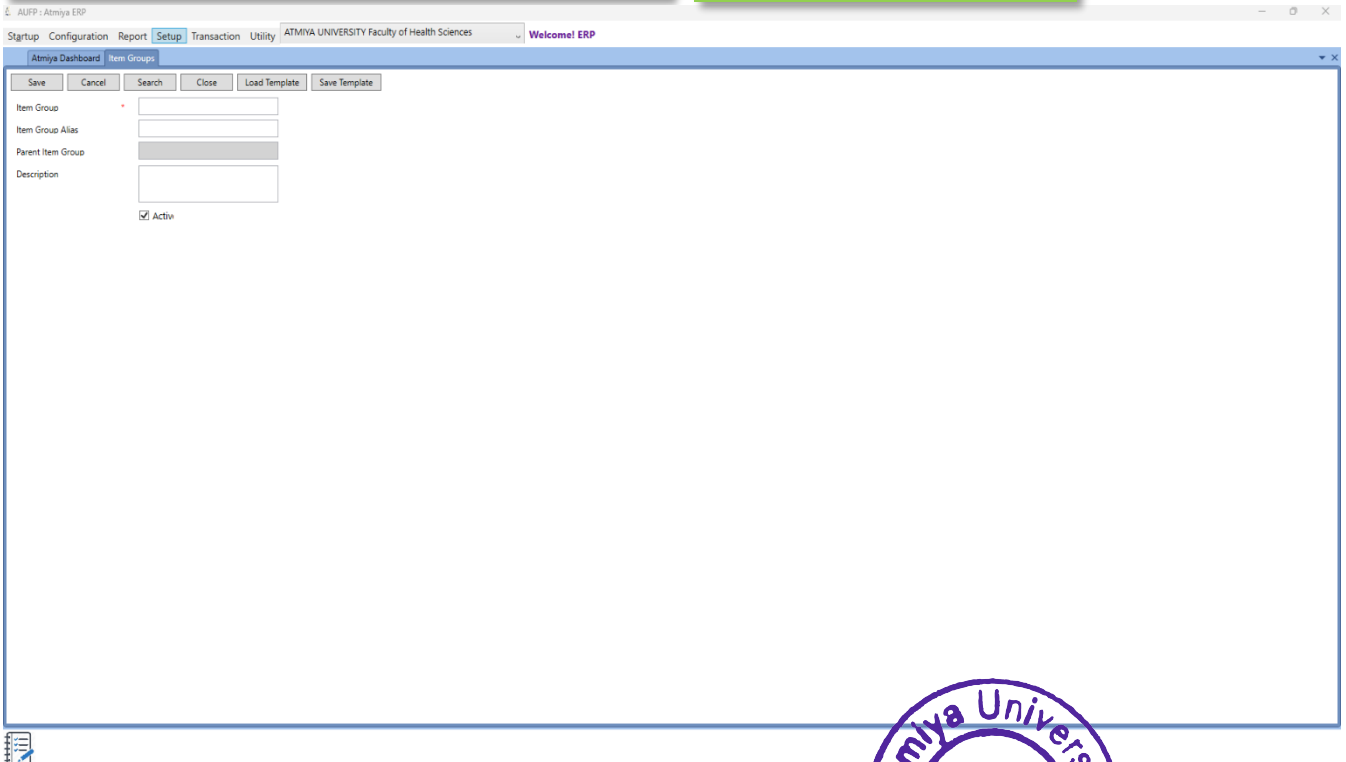 AUFP : Atmiya ERP
Startup Configuration Report Setup Transaction Utility ATMIYA UNIVERSITY Faculty of Health Sciences Welcome! ERP
Atmiya Dashboard Item Groups
Save Cancel Search Close Load Template Save Template
Item Group *
Item Group Alias
Parent Item Group
Description
Active
miya Univers